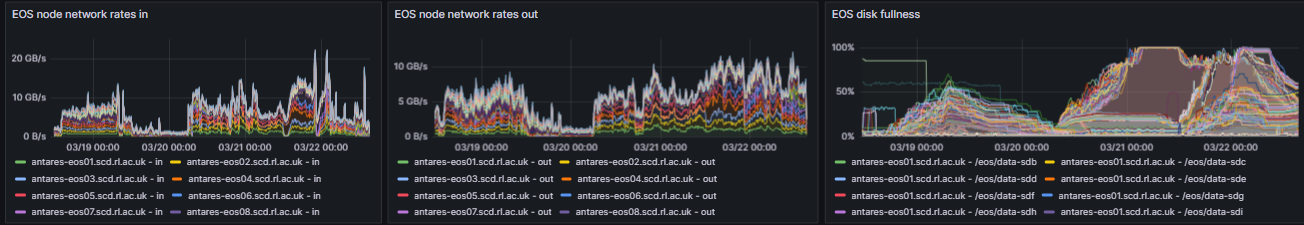 EOS node network rates in
20 GB/s
10 GB/s
0 B/s
03/19 00:00 03/20 00:00 03/21 00:00 03/22 00:00
antares-eos01.scd.rl.ac.uk - in antares-eos02.scd.rl.ac.uk - in
antares-eos03.scd.rl.ac.uk - in antares-eos04.scd.rl.ac.uk - in
antares-eos05.scd.rl.ac.uk - in antares-eos06.scd.rl.ac.uk - in
antares-eos07.scd.rl.ac.uk - in antares-eos08.scd.rl.ac.uk - in
EOS node network rates out
10 GB/s
5 GB/s
0 B/s
03/19 00:00 03/20 00:00 03/21 00:00 03/22 00:00
antares-eos01.scd.rl.ac.uk - out antares-eos02.scd.rl.ac.uk - out
antares-eos03.scd.rl.ac.uk - out antares-eos04.scd.rl.ac.uk - out
antares-eos05.scd.rl.ac.uk - out antares-eos06.scd.rl.ac.uk - out
antares-eos07.scd.rl.ac.uk - out antares-eos08.scd.rl.ac.uk - out
EOS disk fullness
100%
50%
0%
03/19 00:00 03/20 00:00 03/21 00:00 03/22 00:00
antares-eos01.scd.rl.ac.uk - /eos/data-sdb antares-eos01.scd.rl.ac.uk - /eos/data-sdc
antares-eos01.scd.rl.ac.uk - /eos/data-sdd antares-eos01.scd.rl.ac.uk - /eos/data-sde
antares-eos01.scd.rl.ac.uk - /eos/data-sdf antares-eos01.scd.rl.ac.uk - /eos/data-sdg
antares-eos01.scd.rl.ac.uk - /eos/data-sdh antares-eos01.scd.rl.ac.uk - /eos/data-sdi